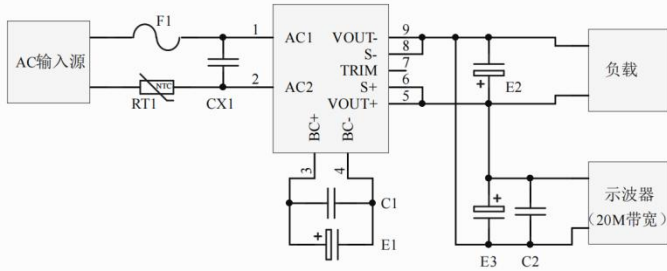 F1
1
AC1
VOUT-
9
S-
8
TRIM
7
S+
6
VOUT+
5
AC输入源
2
AC2
RT1
NTC
CX1
BC+
BC-
3
4
C1
+
E1
+
E2
负载
+
E3
C2
示波器
(20M带宽)